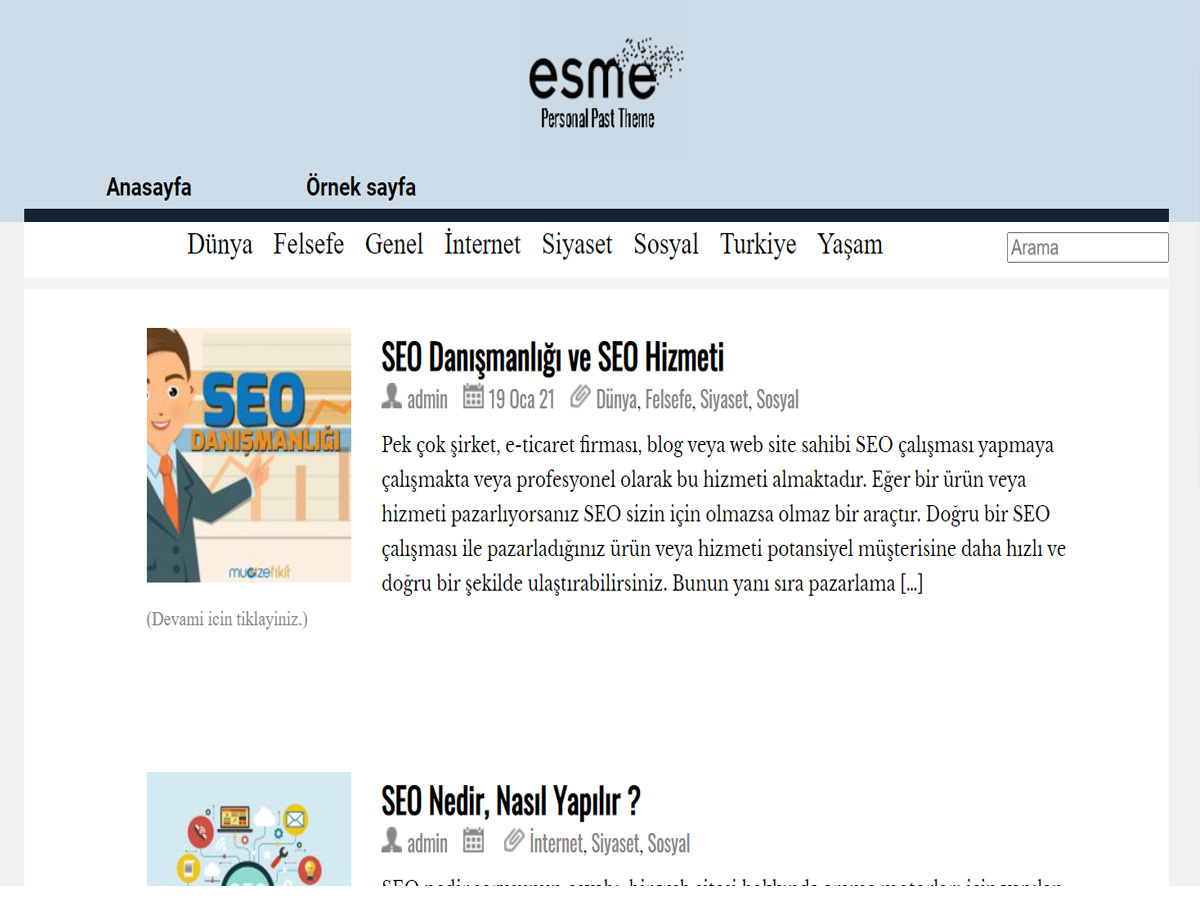 esme
Personal Past Theme
Anasayfa Örnek sayfa
Dünya Felsefe Genel İnternet Siyaset Sosyal Turkiye Yaşam Arama
SEO
DANIŞMANLIĞI
mucizefikir
(Devami icin tiklayiniz.)
SEO Danışmanlığı ve SEO Hizmeti
admin 19 Oca 21 Dünya, Felsefe, Siyaset, Sosyal
Pek çok şirket, e-ticaret firması, blog veya web site sahibi SEO çalışması yapmaya
çalışmakta veya profesyonel olarak bu hizmeti almaktadır. Eğer bir ürün veya
hizmeti pazarlıyorsanız SEO sizin için olmazsa olmaz bir araçtır. Doğru bir SEO
çalışması ile pazarladığınız ürün veya hizmeti potansiyel müşterisine daha hızlı ve
doğru bir şekilde ulaştırabilirsiniz. Bunun yanı sıra pazarlama [...]
SEO Nedir, Nasıl Yapılır ?
admin İnternet, Siyaset, Sosyal